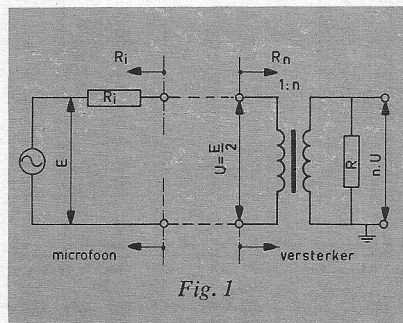 Ri
Rn
1:n
Ri
E
U=E/2
R
n.U
microfoon
versterker
Fig. 1